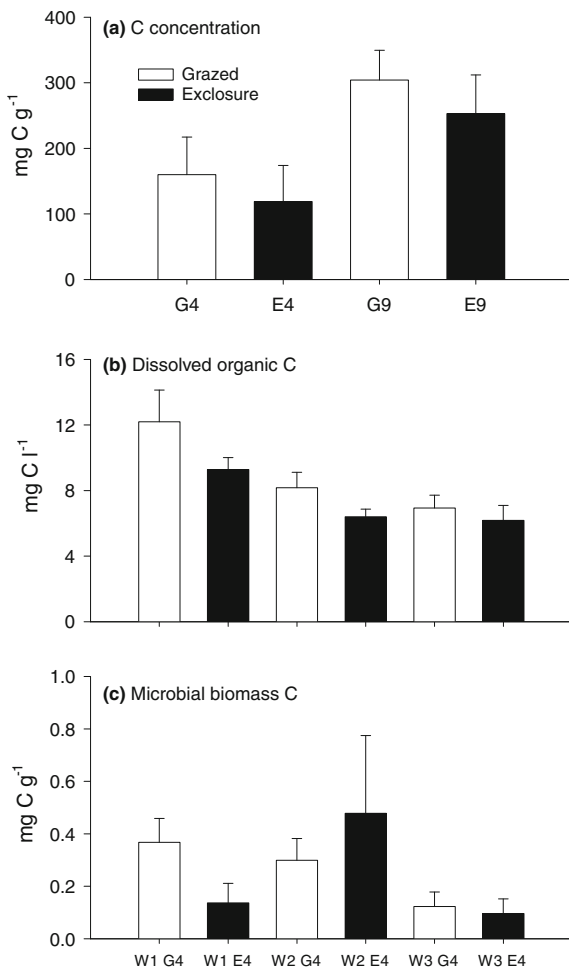 (a) C concentration
400
300
200
100
0
mg C g-1
Grazed
Exclosure
G4 E4 G9 E9
(b) Dissolved organic C
16
12
8
4
0
mg C l-1
(c) Microbial biomass C
1.0
0.8
0.6
0.4
0.2
0.0
mg C g-1
W1 G4 W1 E4 W2 G4 W2 E4 W3 G4 W3 E4